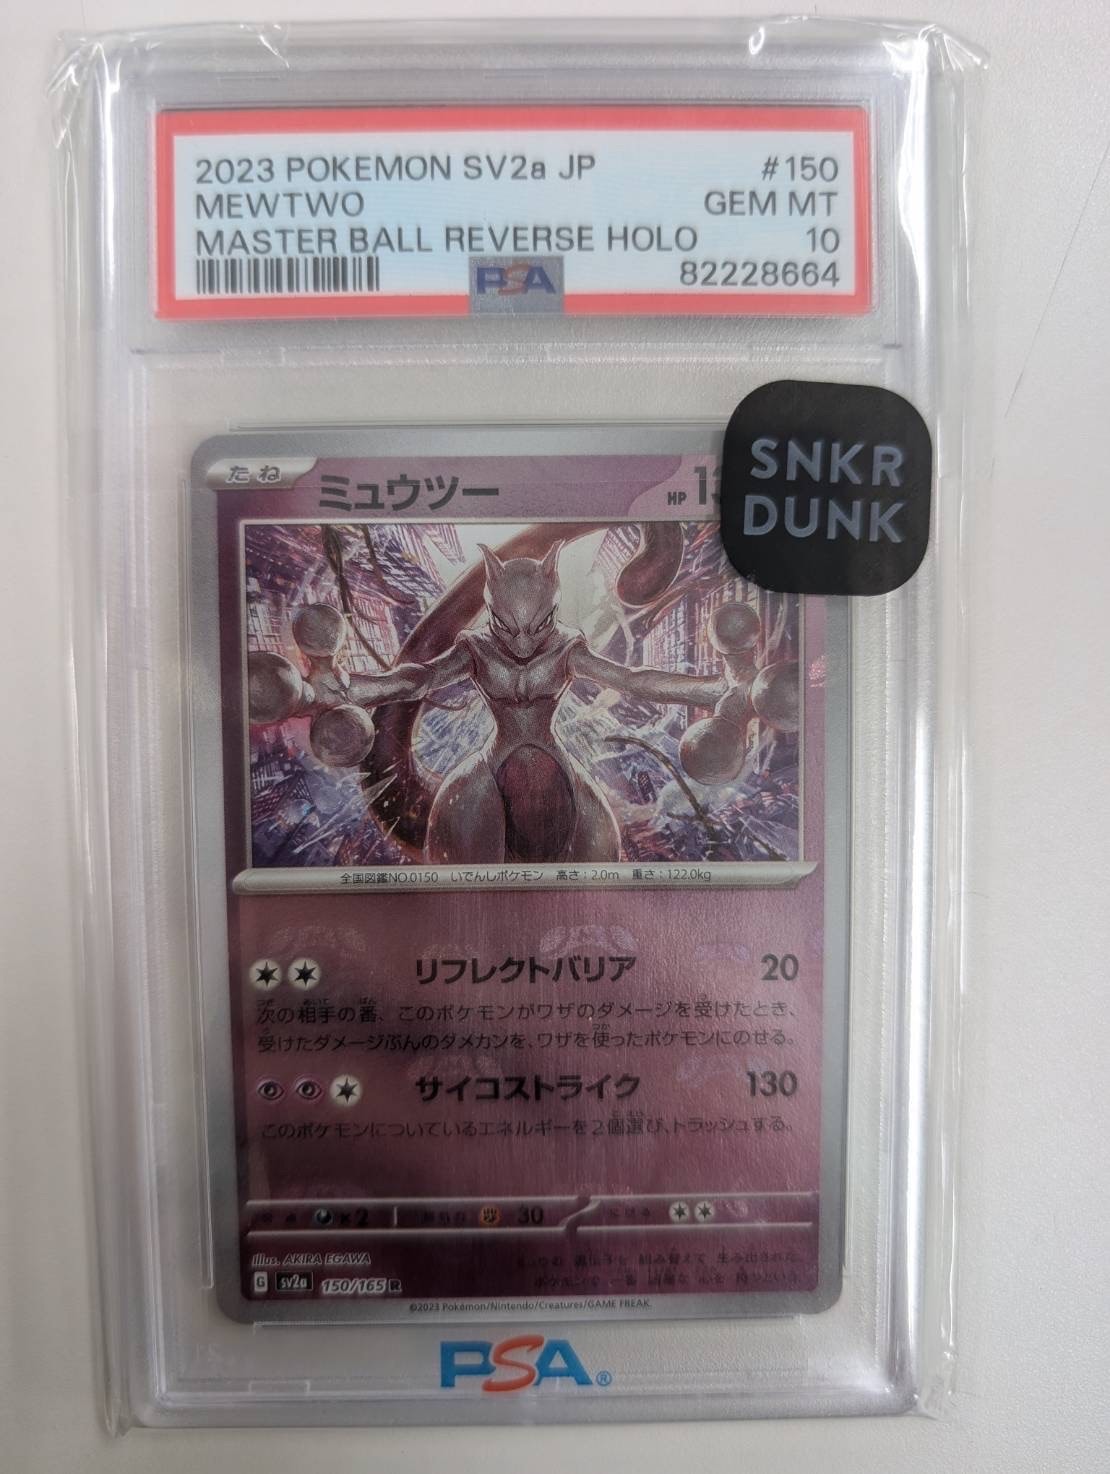 2023 POKEMON SV2a JP #150
MEWTWO GEM MT
MASTER BALL REVERSE HOLO 10
PSA 82228664
SNKR
DUNK
たね ミュウツー HP
全国図鑑NO.0150 いでんしポケモン 高さ:2.0m 重さ:122.0kg
リフレクトバリア 20
次の相手の番、このポケモンがワザのダメージを受けたとき、
受けたダメージぶんのダメカンを、ワザを使ったポケモンにのせる。
サイコストライク 130
このポケモンについているエネルギーを2個選び、トラッシュする。
×2 30
Illus. AKIRA EGAWA
G sv2a 150/165 R
©2023 Pokémon/Nintendo/Creatures/GAME FREAK.
PSA®